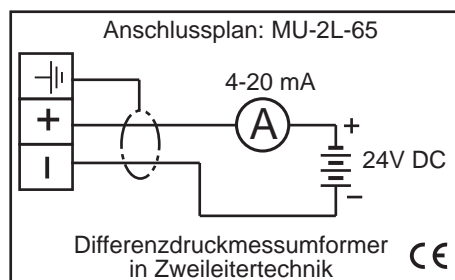 Anschlussplan: MU-2L-65
4-20 mA
+
A
+
24V DC
–
–
Differenzdruckmessumformer
in Zweileitertechnik
CE